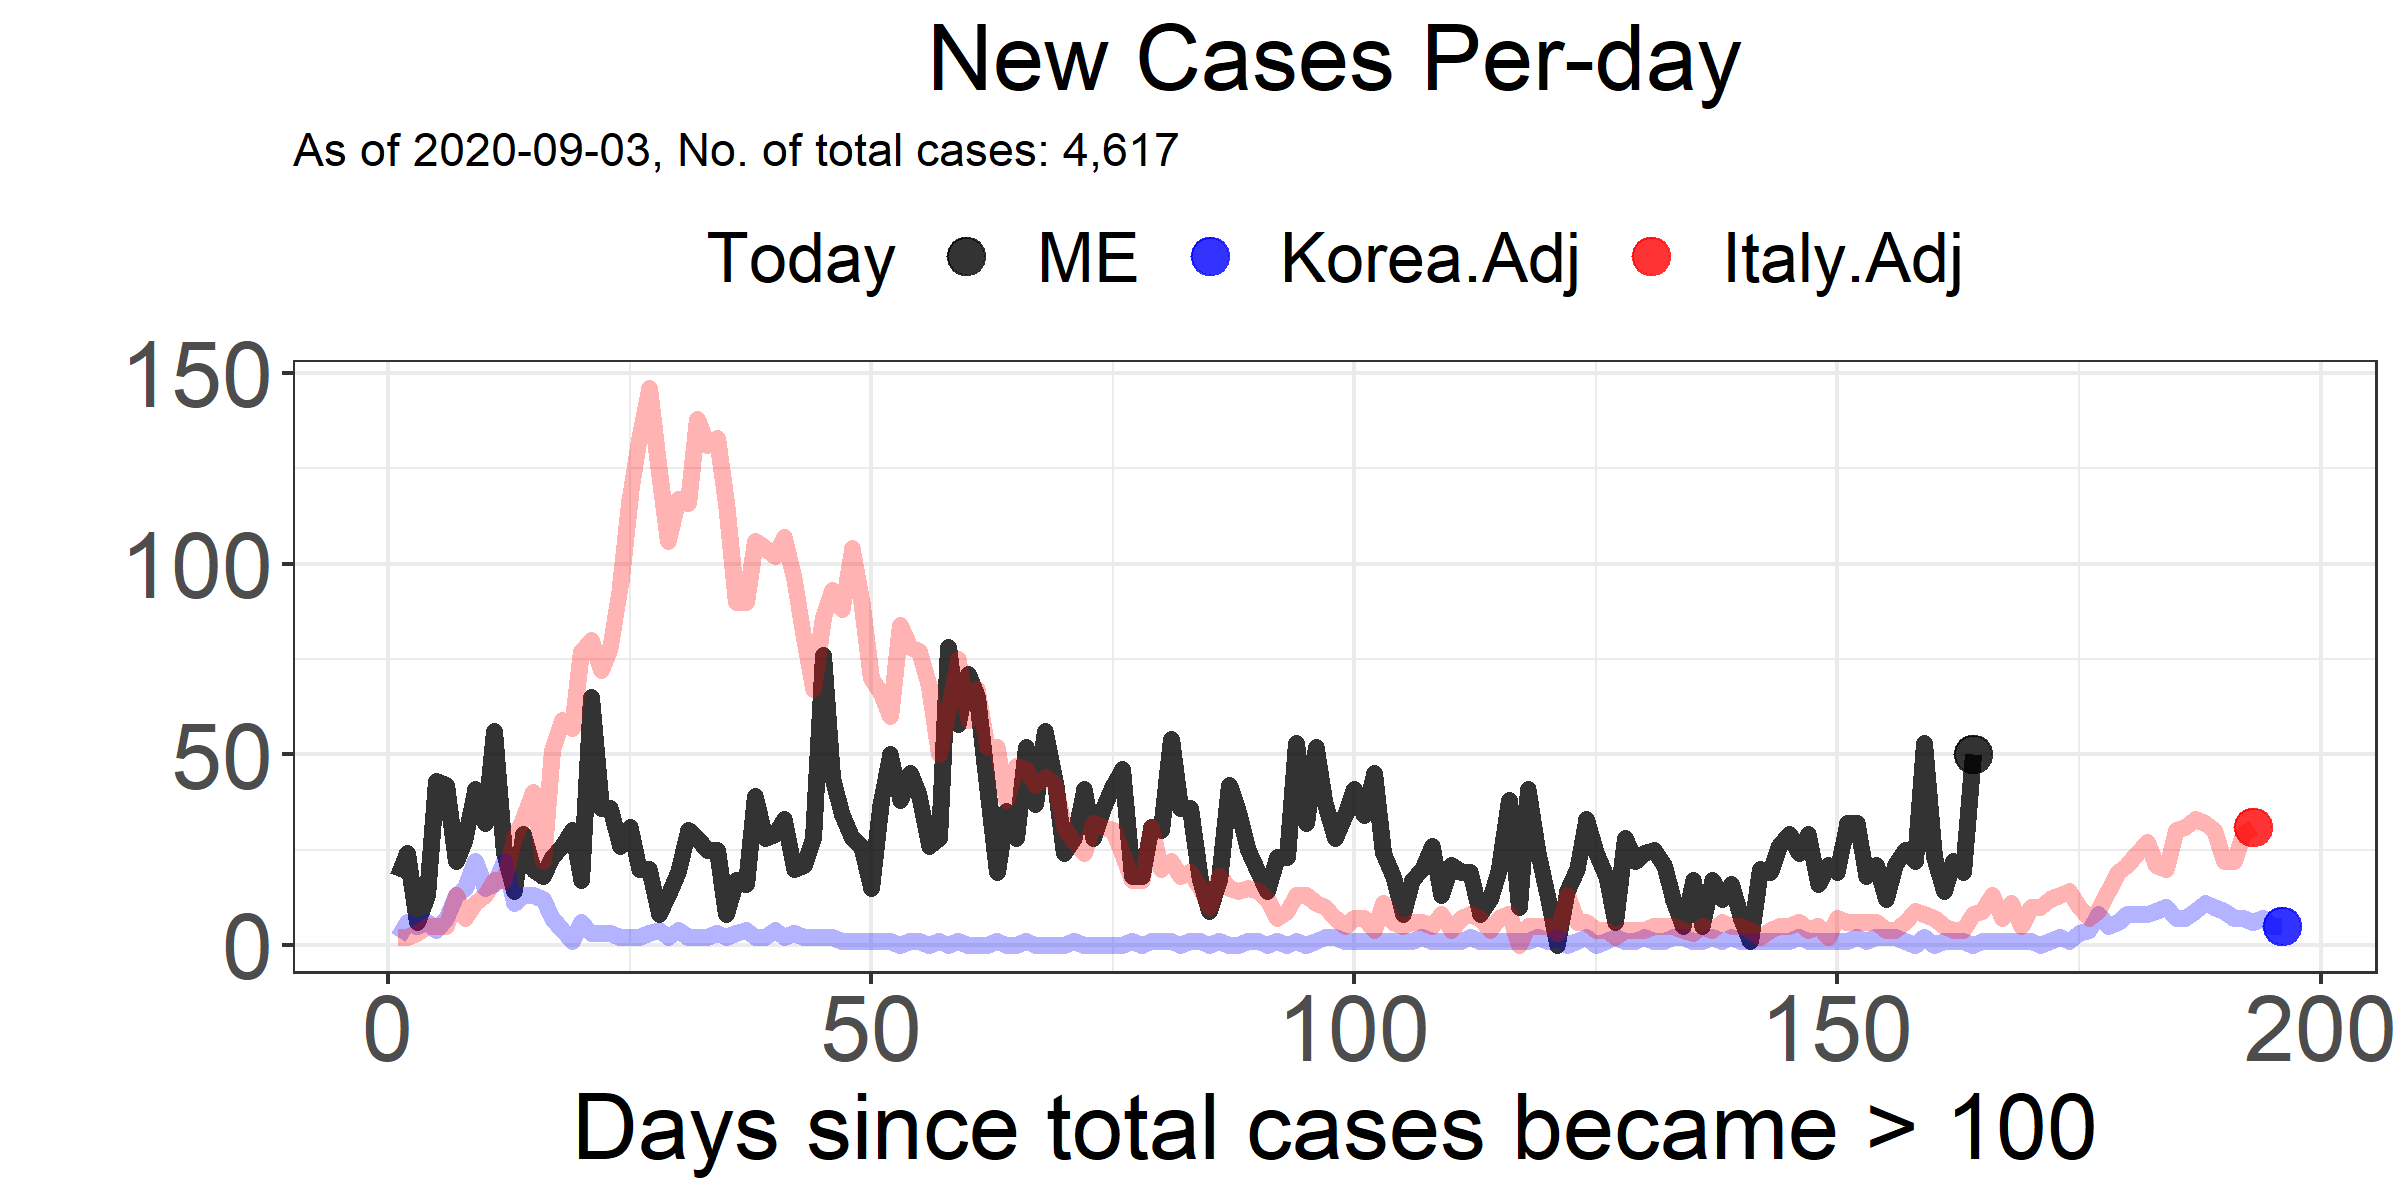 New Cases Per-day
As of 2020-09-03, No. of total cases: 4,617
Today ME Korea.Adj Italy.Adj
150
100
50
0
0 50 100 150 200
Days since total cases became > 100